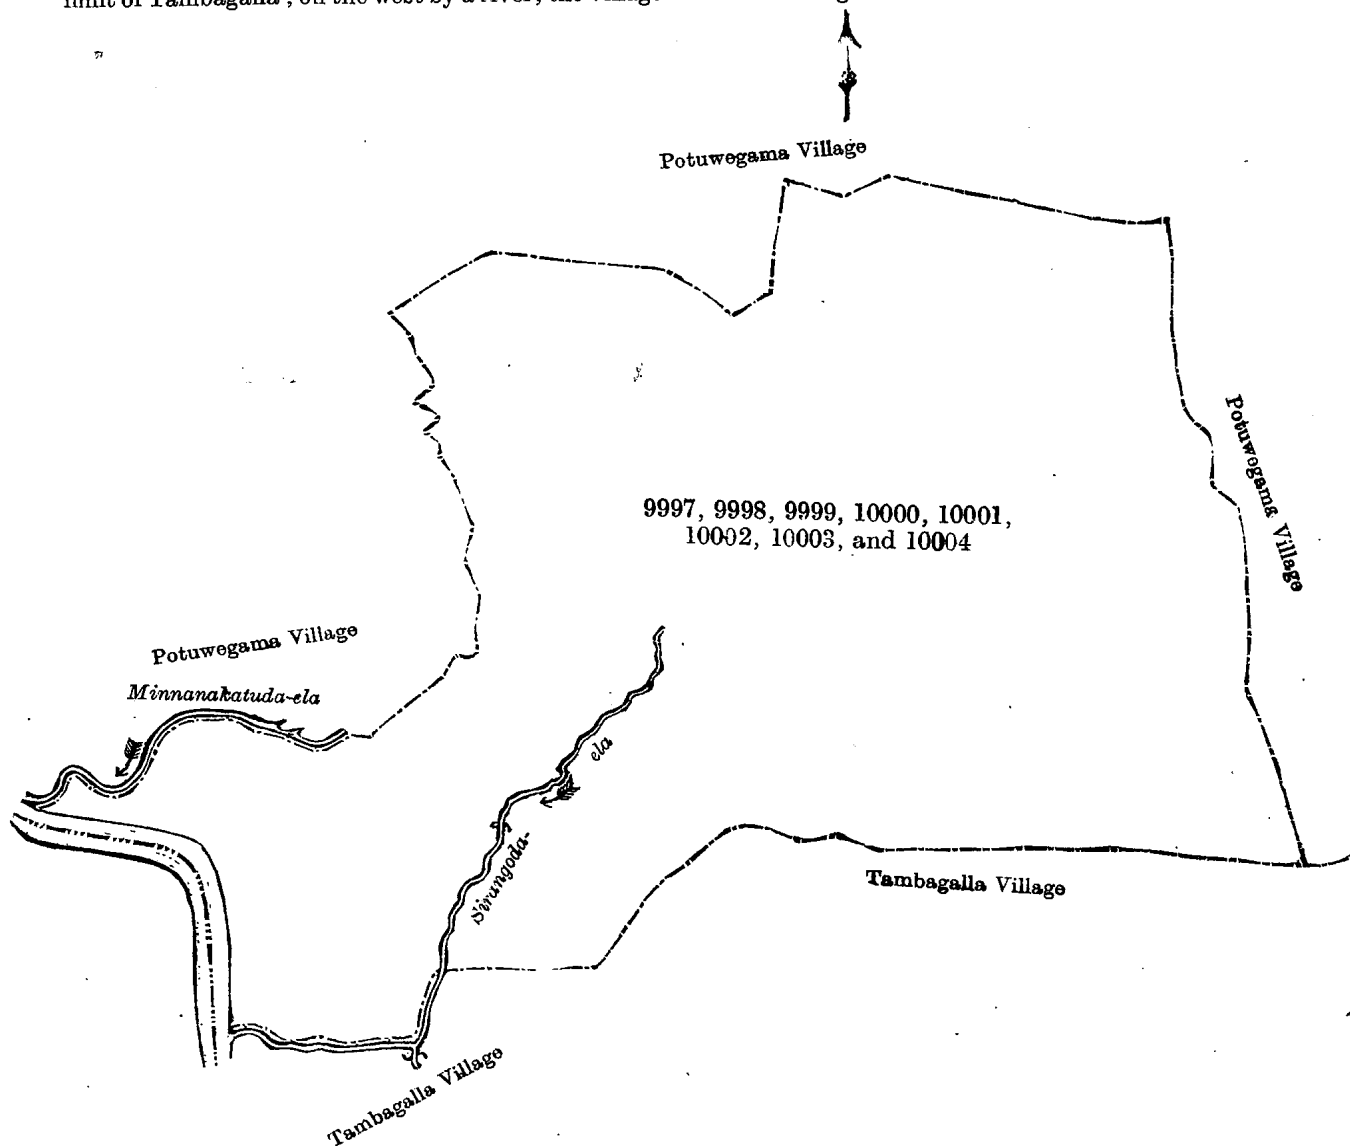 limit of Tambagalla; on the west by a river, the village
Potuwegama Village
Potuwegama Village
9997, 9998, 9999, 10000, 10001,
10002, 10003, and 10004
Potuwegama Village
Minnanakatuda-ela
Sirungoda-ela
Tambagalla Village
Tambagalla Village